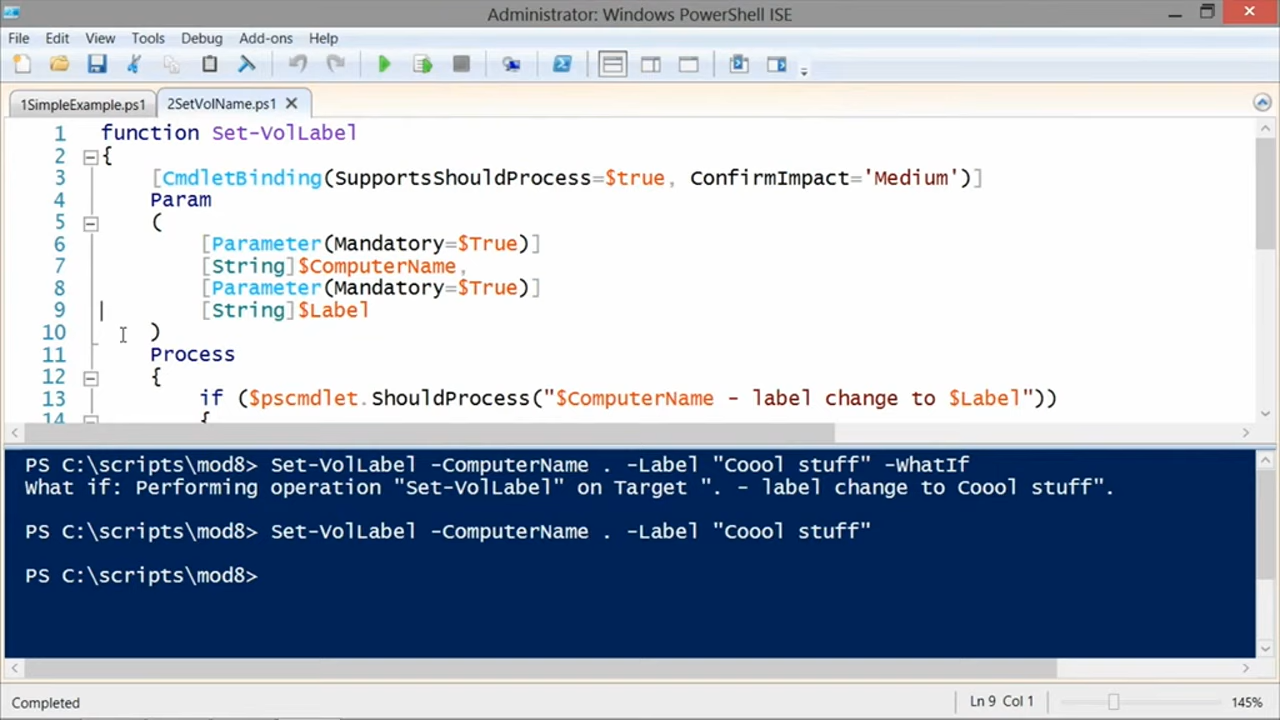 Administrator: Windows PowerShell ISE
File Edit View Tools Debug Add-ons Help
1SimpleExample.ps1 2SetVolName.ps1
1 function Set-VolLabel
2 {
3 [CmdletBinding(SupportsShouldProcess=$true, ConfirmImpact='Medium')]
4 Param
5 (
6 [Parameter(Mandatory=$True)]
7 [String]$ComputerName,
8 [Parameter(Mandatory=$True)]
9 [String]$Label
10 )
11 Process
12 {
13 if ($pscmdlet.ShouldProcess("$ComputerName - label change to $Label"))
14 {
PS C:\scripts\mod8> Set-VolLabel -ComputerName . -Label "Coool stuff" -WhatIf
What if: Performing operation "Set-VolLabel" on Target ". - label change to Coool stuff".
PS C:\scripts\mod8> Set-VolLabel -ComputerName . -Label "Coool stuff"
PS C:\scripts\mod8>
Completed Ln 9 Col 1 145%